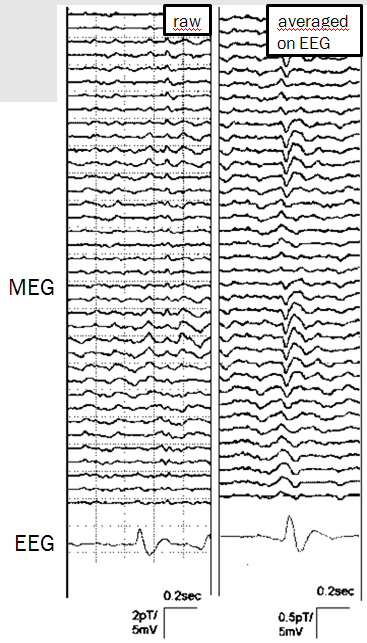 raw
averaged
on EEG
MEG
EEG
0.2sec
2pT/
5mV
0.2sec
0.5pT/
5mV